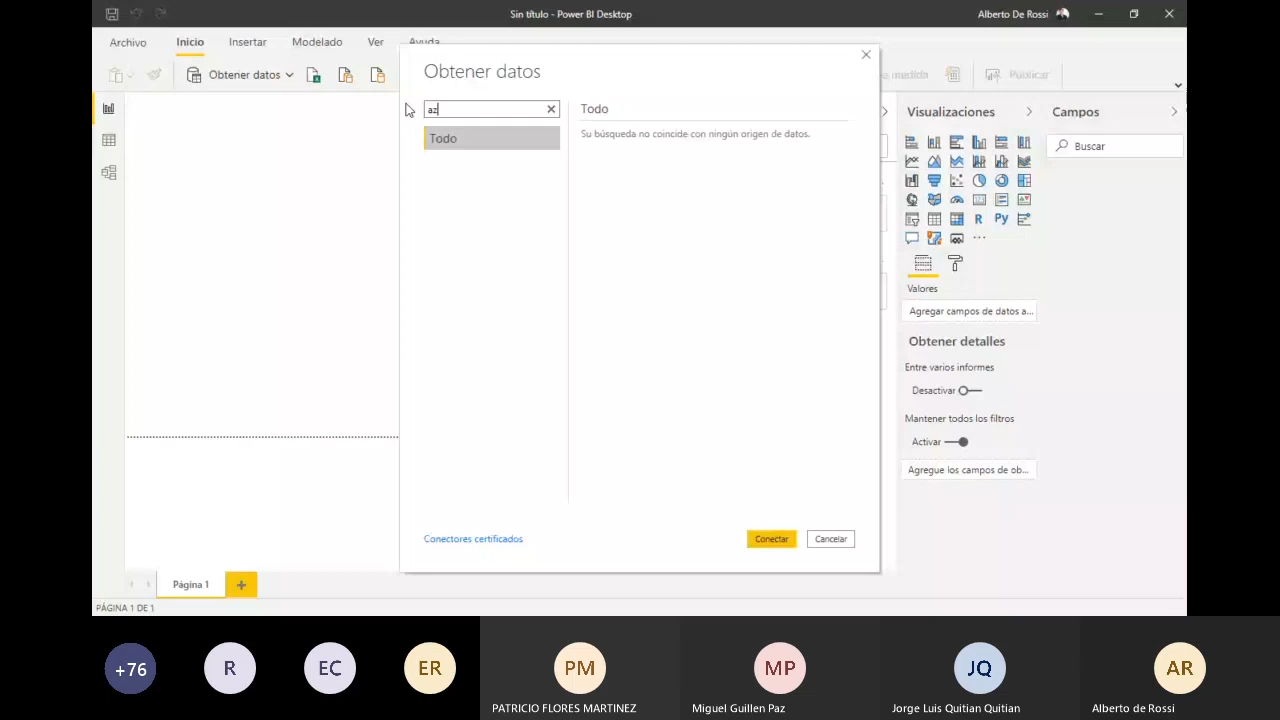 Sin título - Power BI Desktop
Alberto De Rossi
Archivo
Inicio
Insertar
Modelado
Ver
Ayuda
Obtener datos
a medida
Publicar
Obtener datos
az
Todo
Todo
Su búsqueda no coincide con ningún origen de datos.
Conectores certificados
Conectar
Cancelar
Visualizaciones
R
Py
Valores
Agregar campos de datos a...
Obtener detalles
Entre varios informes
Desactivar
Mantener todos los filtros
Activar
Agregue los campos de ob...
Campos
Buscar
Página 1
PÁGINA 1 DE 1
+76
R
EC
ER
PM
PATRICIO FLORES MARTINEZ
MP
Miguel Guillen Paz
JQ
Jorge Luis Quitian Quitian
AR
Alberto de Rossi